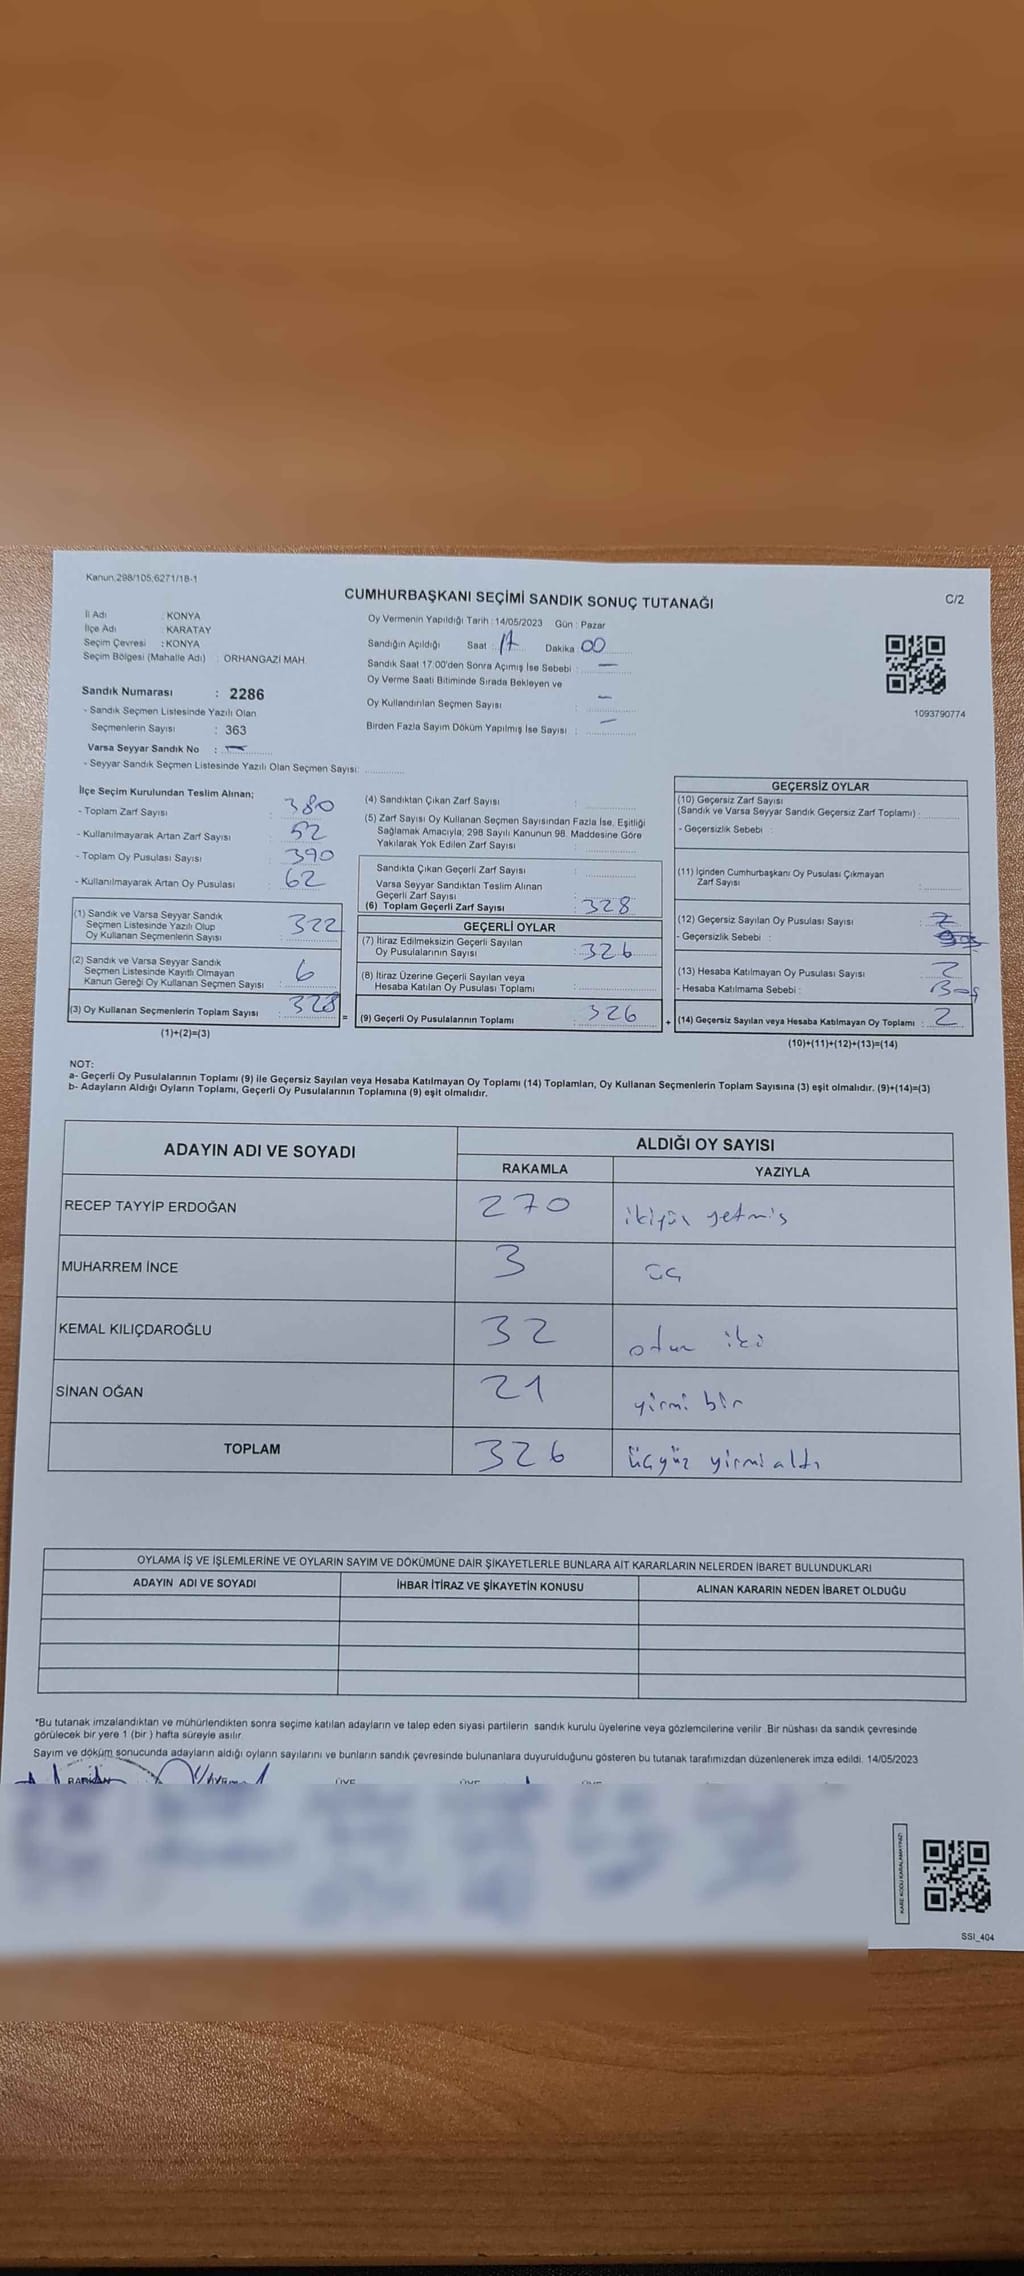 Kanun:298/105,6271/18-1
C/2
CUMHURBAŞKANI SEÇİMİ SANDIK SONUÇ TUTANAĞI
İl Adı : KONYA
İlçe Adı : KARATAY
Seçim Çevresi : KONYA
Seçim Bölgesi (Mahalle Adı) : ORHANGAZİ MAH.
Sandık Numarası : 2286
- Sandık Seçmen Listesinde Yazılı Olan
Seçmenlerin Sayısı : 363
Varsa Seyyar Sandık No : —
- Seyyar Sandık Seçmen Listesinde Yazılı Olan Seçmen Sayısı:
Oy Vermenin Yapıldığı Tarih : 14/05/2023 Gün : Pazar
Sandığın Açıldığı Saat : 17 Dakika : 00
Sandık Saat 17:00'den Sonra Açımış İse Sebebi : —
Oy Verme Saati Bitiminde Sırada Bekleyen ve
Oy Kullandırılan Seçmen Sayısı : —
Birden Fazla Sayım Döküm Yapılmış İse Sayısı : —
1093790774
İlçe Seçim Kurulundan Teslim Alınan;
- Toplam Zarf Sayısı : 380
- Kullanılmayarak Artan Zarf Sayısı : 52
- Toplam Oy Pusulası Sayısı : 390
- Kullanılmayarak Artan Oy Pusulası : 62
(1) Sandık ve Varsa Seyyar Sandık
Seçmen Listesinde Yazılı Olup
Oy Kullanan Seçmenlerin Sayısı : 322
(2) Sandık ve Varsa Seyyar Sandık
Seçmen Listesinde Kayıtlı Olmayan
Kanun Gereği Oy Kullanan Seçmen Sayısı : 6
(3) Oy Kullanan Seçmenlerin Toplam Sayısı : 328
(1)+(2)=(3)
=
(4) Sandıktan Çıkan Zarf Sayısı :
(5) Zarf Sayısı Oy Kullanan Seçmen Sayısından Fazla İse, Eşitliği
Sağlamak Amacıyla; 298 Sayılı Kanunun 98. Maddesine Göre
Yakılarak Yok Edilen Zarf Sayısı :
Sandıkta Çıkan Geçerli Zarf Sayısı :
Varsa Seyyar Sandıktan Teslim Alınan
Geçerli Zarf Sayısı :
(6) Toplam Geçerli Zarf Sayısı : 328
GEÇERLİ OYLAR
(7) İtiraz Edilmeksizin Geçerli Sayılan
Oy Pusulalarının Sayısı : 326
(8) İtiraz Üzerine Geçerli Sayılan veya
Hesaba Katılan Oy Pusulası Toplamı :
(9) Geçerli Oy Pusulalarının Toplamı : 326
+
GEÇERSİZ OYLAR
(10) Geçersiz Zarf Sayısı
(Sandık ve Varsa Seyyar Sandık Geçersiz Zarf Toplamı) :
- Geçersizlik Sebebi :
(11) İçinden Cumhurbaşkanı Oy Pusulası Çıkmayan
Zarf Sayısı :
(12) Geçersiz Sayılan Oy Pusulası Sayısı :
- Geçersizlik Sebebi :
(13) Hesaba Katılmayan Oy Pusulası Sayısı : 2
- Hesaba Katılmama Sebebi : Boş
(14) Geçersiz Sayılan veya Hesaba Katılmayan Oy Toplamı : 2
(10)+(11)+(12)+(13)=(14)
NOT:
a- Geçerli Oy Pusulalarının Toplamı (9) ile Geçersiz Sayılan veya Hesaba Katılmayan Oy Toplamı (14) Toplamları, Oy Kullanan Seçmenlerin Toplam Sayısına (3) eşit olmalıdır. (9)+(14)=(3)
b- Adayların Aldığı Oyların Toplamı, Geçerli Oy Pusulalarının Toplamına (9) eşit olmalıdır.
ADAYIN ADI VE SOYADI ALDIĞI OY SAYISI
RAKAMLA YAZIYLA
RECEP TAYYİP ERDOĞAN 270 ikiyüz yetmiş
MUHARREM İNCE 3 üç
KEMAL KILIÇDAROĞLU 32 otuz iki
SİNAN OĞAN 21 yirmi bir
TOPLAM 326 üçyüz yirmi altı
OYLAMA İŞ VE İŞLEMLERİNE VE OYLARIN SAYIM VE DÖKÜMÜNE DAİR ŞİKAYETLERLE BUNLARA AİT KARARLARIN NELERDEN İBARET BULUNDUKLARI
ADAYIN ADI VE SOYADI İHBAR İTİRAZ VE ŞİKAYETİN KONUSU ALINAN KARARIN NEDEN İBARET OLDUĞU
*Bu tutanak imzalandıktan ve mühürlendikten sonra seçime katılan adayların ve talep eden siyasi partilerin sandık kurulu üyelerine veya gözlemcilerine verilir. Bir nüshası da sandık çevresinde
görülecek bir yere 1 (bir ) hafta süreyle asılır.
Sayım ve döküm sonucunda adayların aldığı oyların sayılarını ve bunların sandık çevresinde bulunanlara duyurulduğunu gösteren bu tutanak tarafımızdan düzenlenerek imza edildi. 14/05/2023
ÜYE ÜYE ÜYE
SSI_404